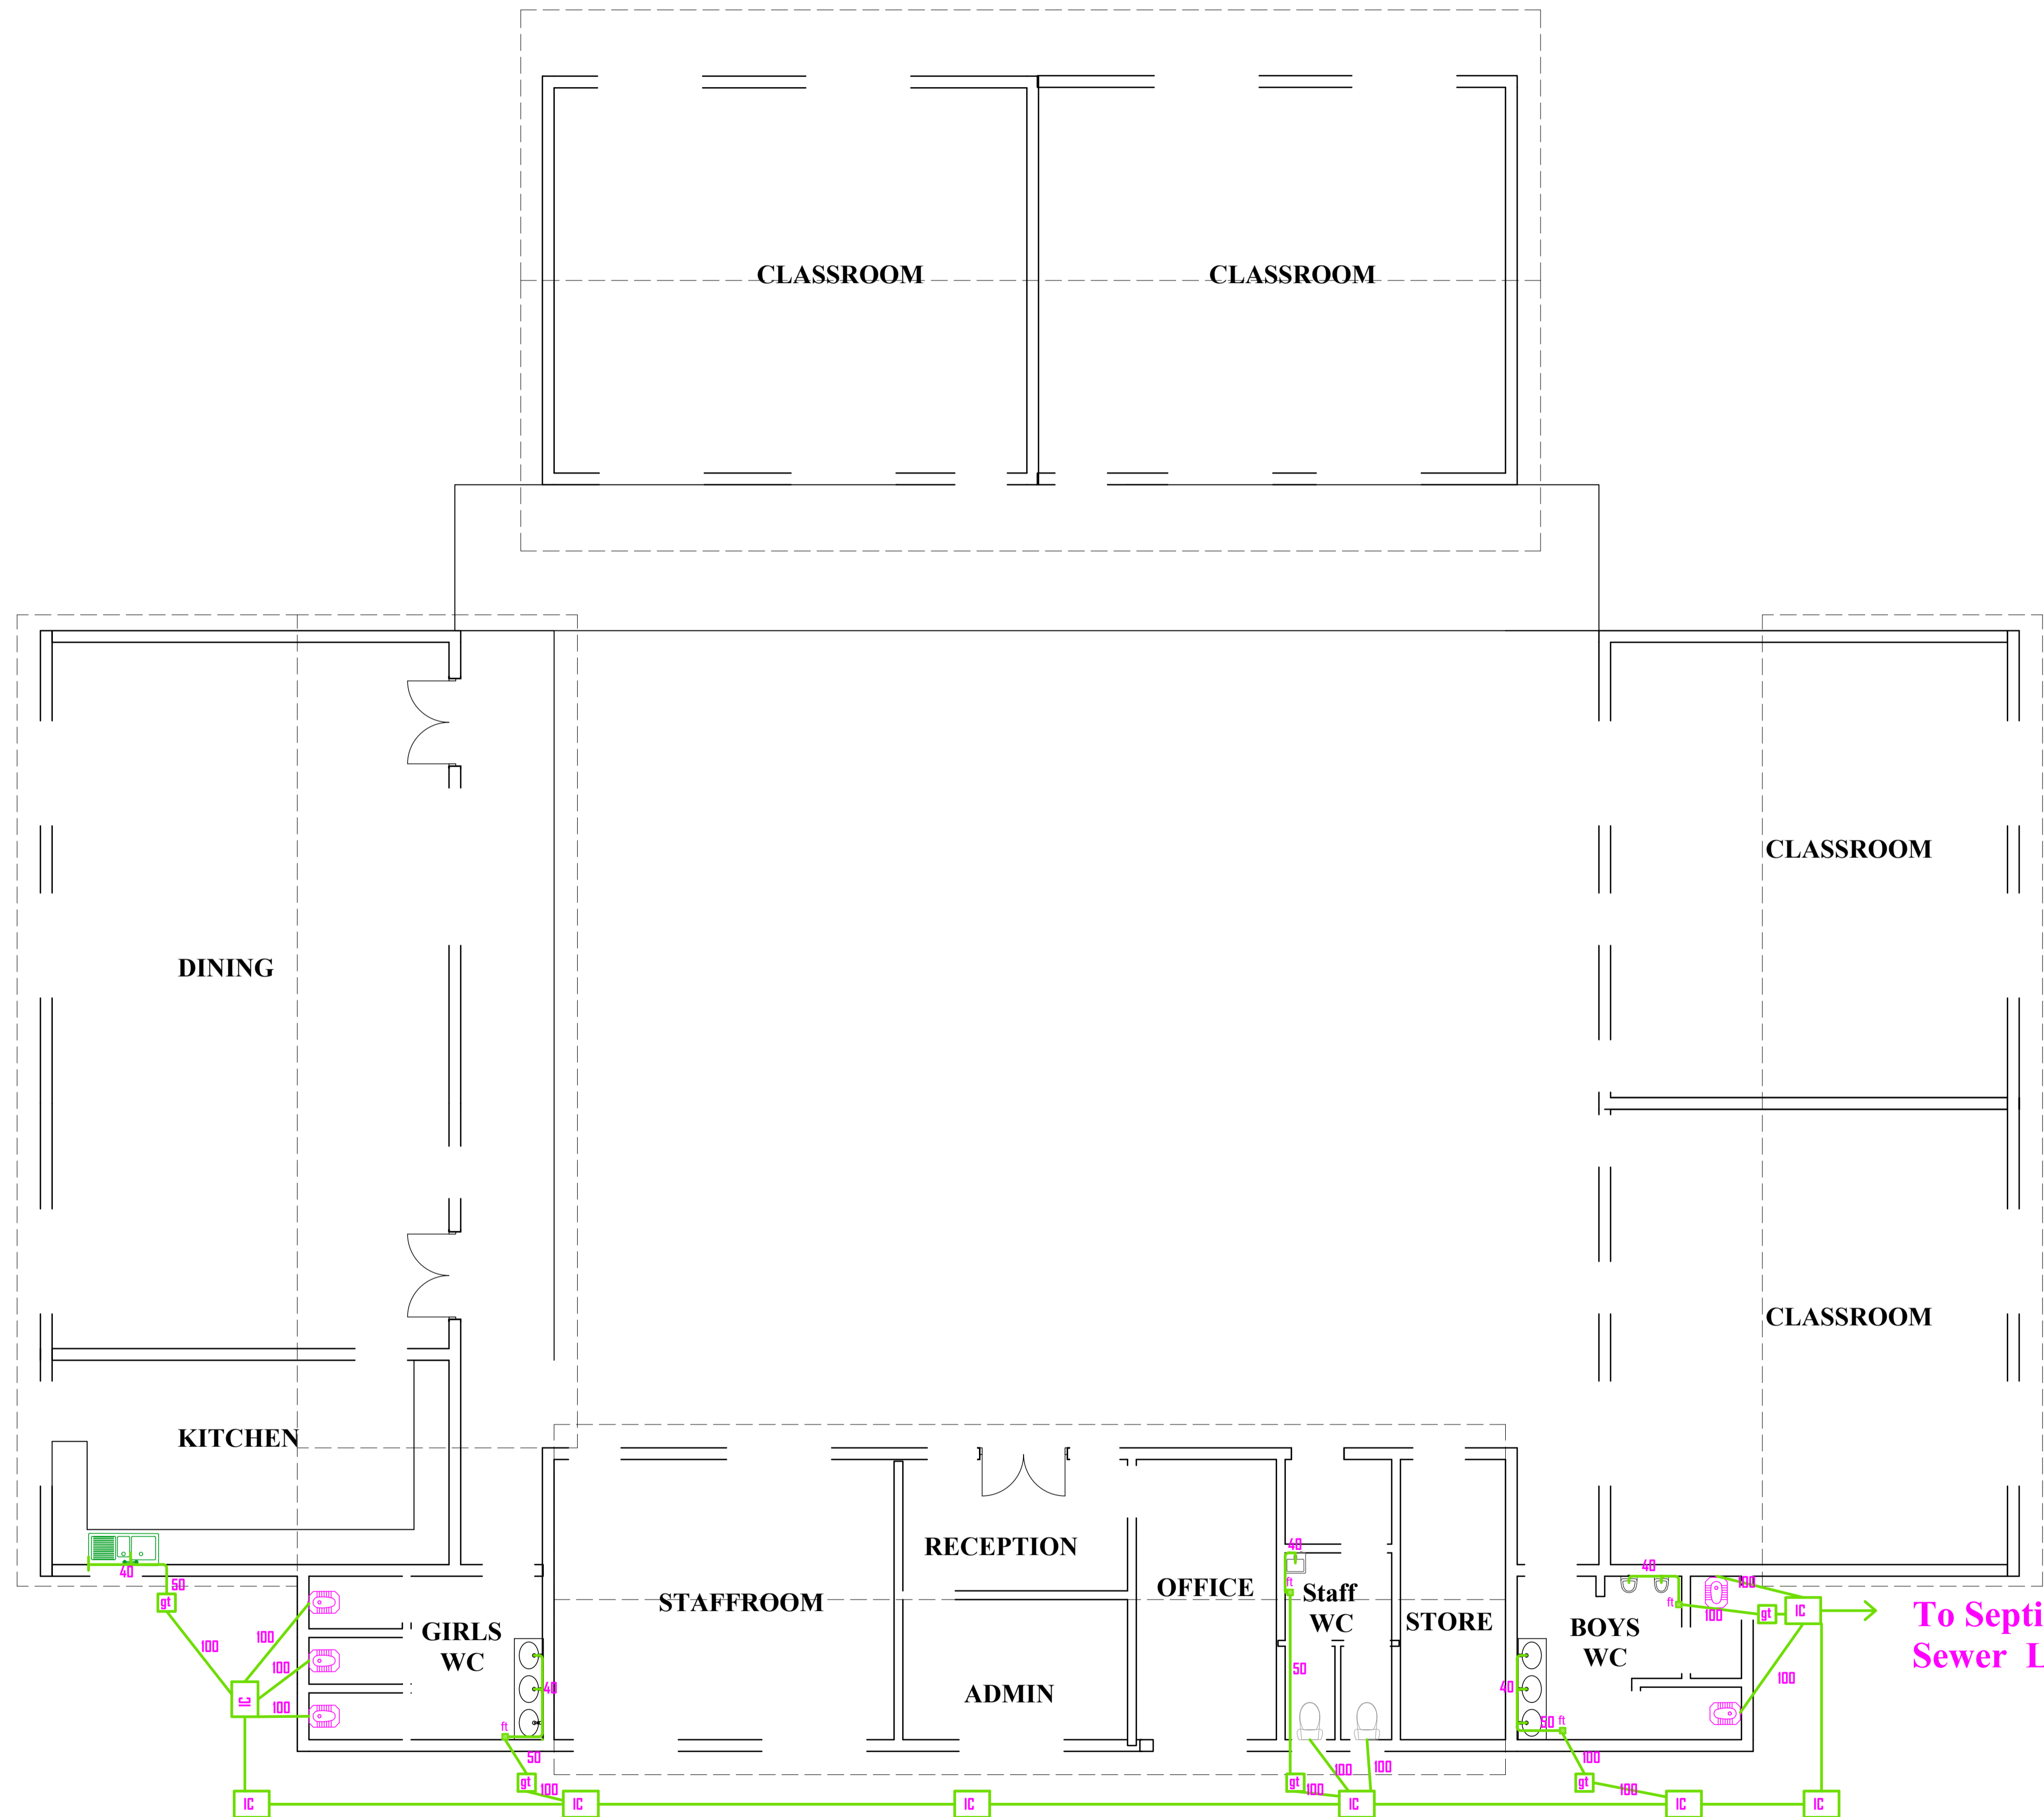 CLASSROOM CLASSROOM
DINING
CLASSROOM
CLASSROOM
KITCHEN
RECEPTION
OFFICE
STAFFROOM
ADMIN
Staff
WC
STORE
GIRLS
WC
BOYS
WC
To Septi
Sewer L
40
50
gt
100
100
100
100
IC
IC
40
ft
50
gt
100
IC
IC
40
ft
50
gt
100
100
100
IC
40
50
ft
100
gt
100
IC
IC
40
ft
100
100
gt
IC
100